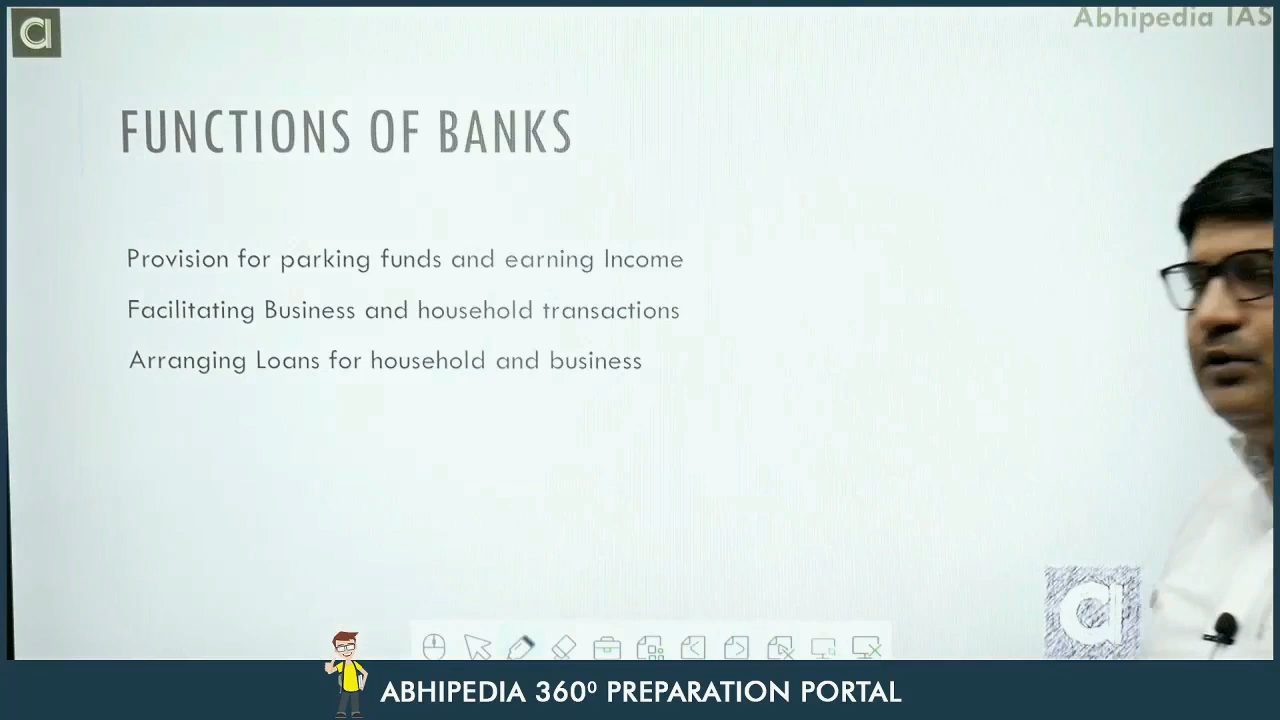 Abhipedia IAS
FUNCTIONS OF BANKS
Provision for parking funds and earning Income
Facilitating Business and household transactions
Arranging Loans for household and business
ABHIPEDIA 360⁰ PREPARATION PORTAL